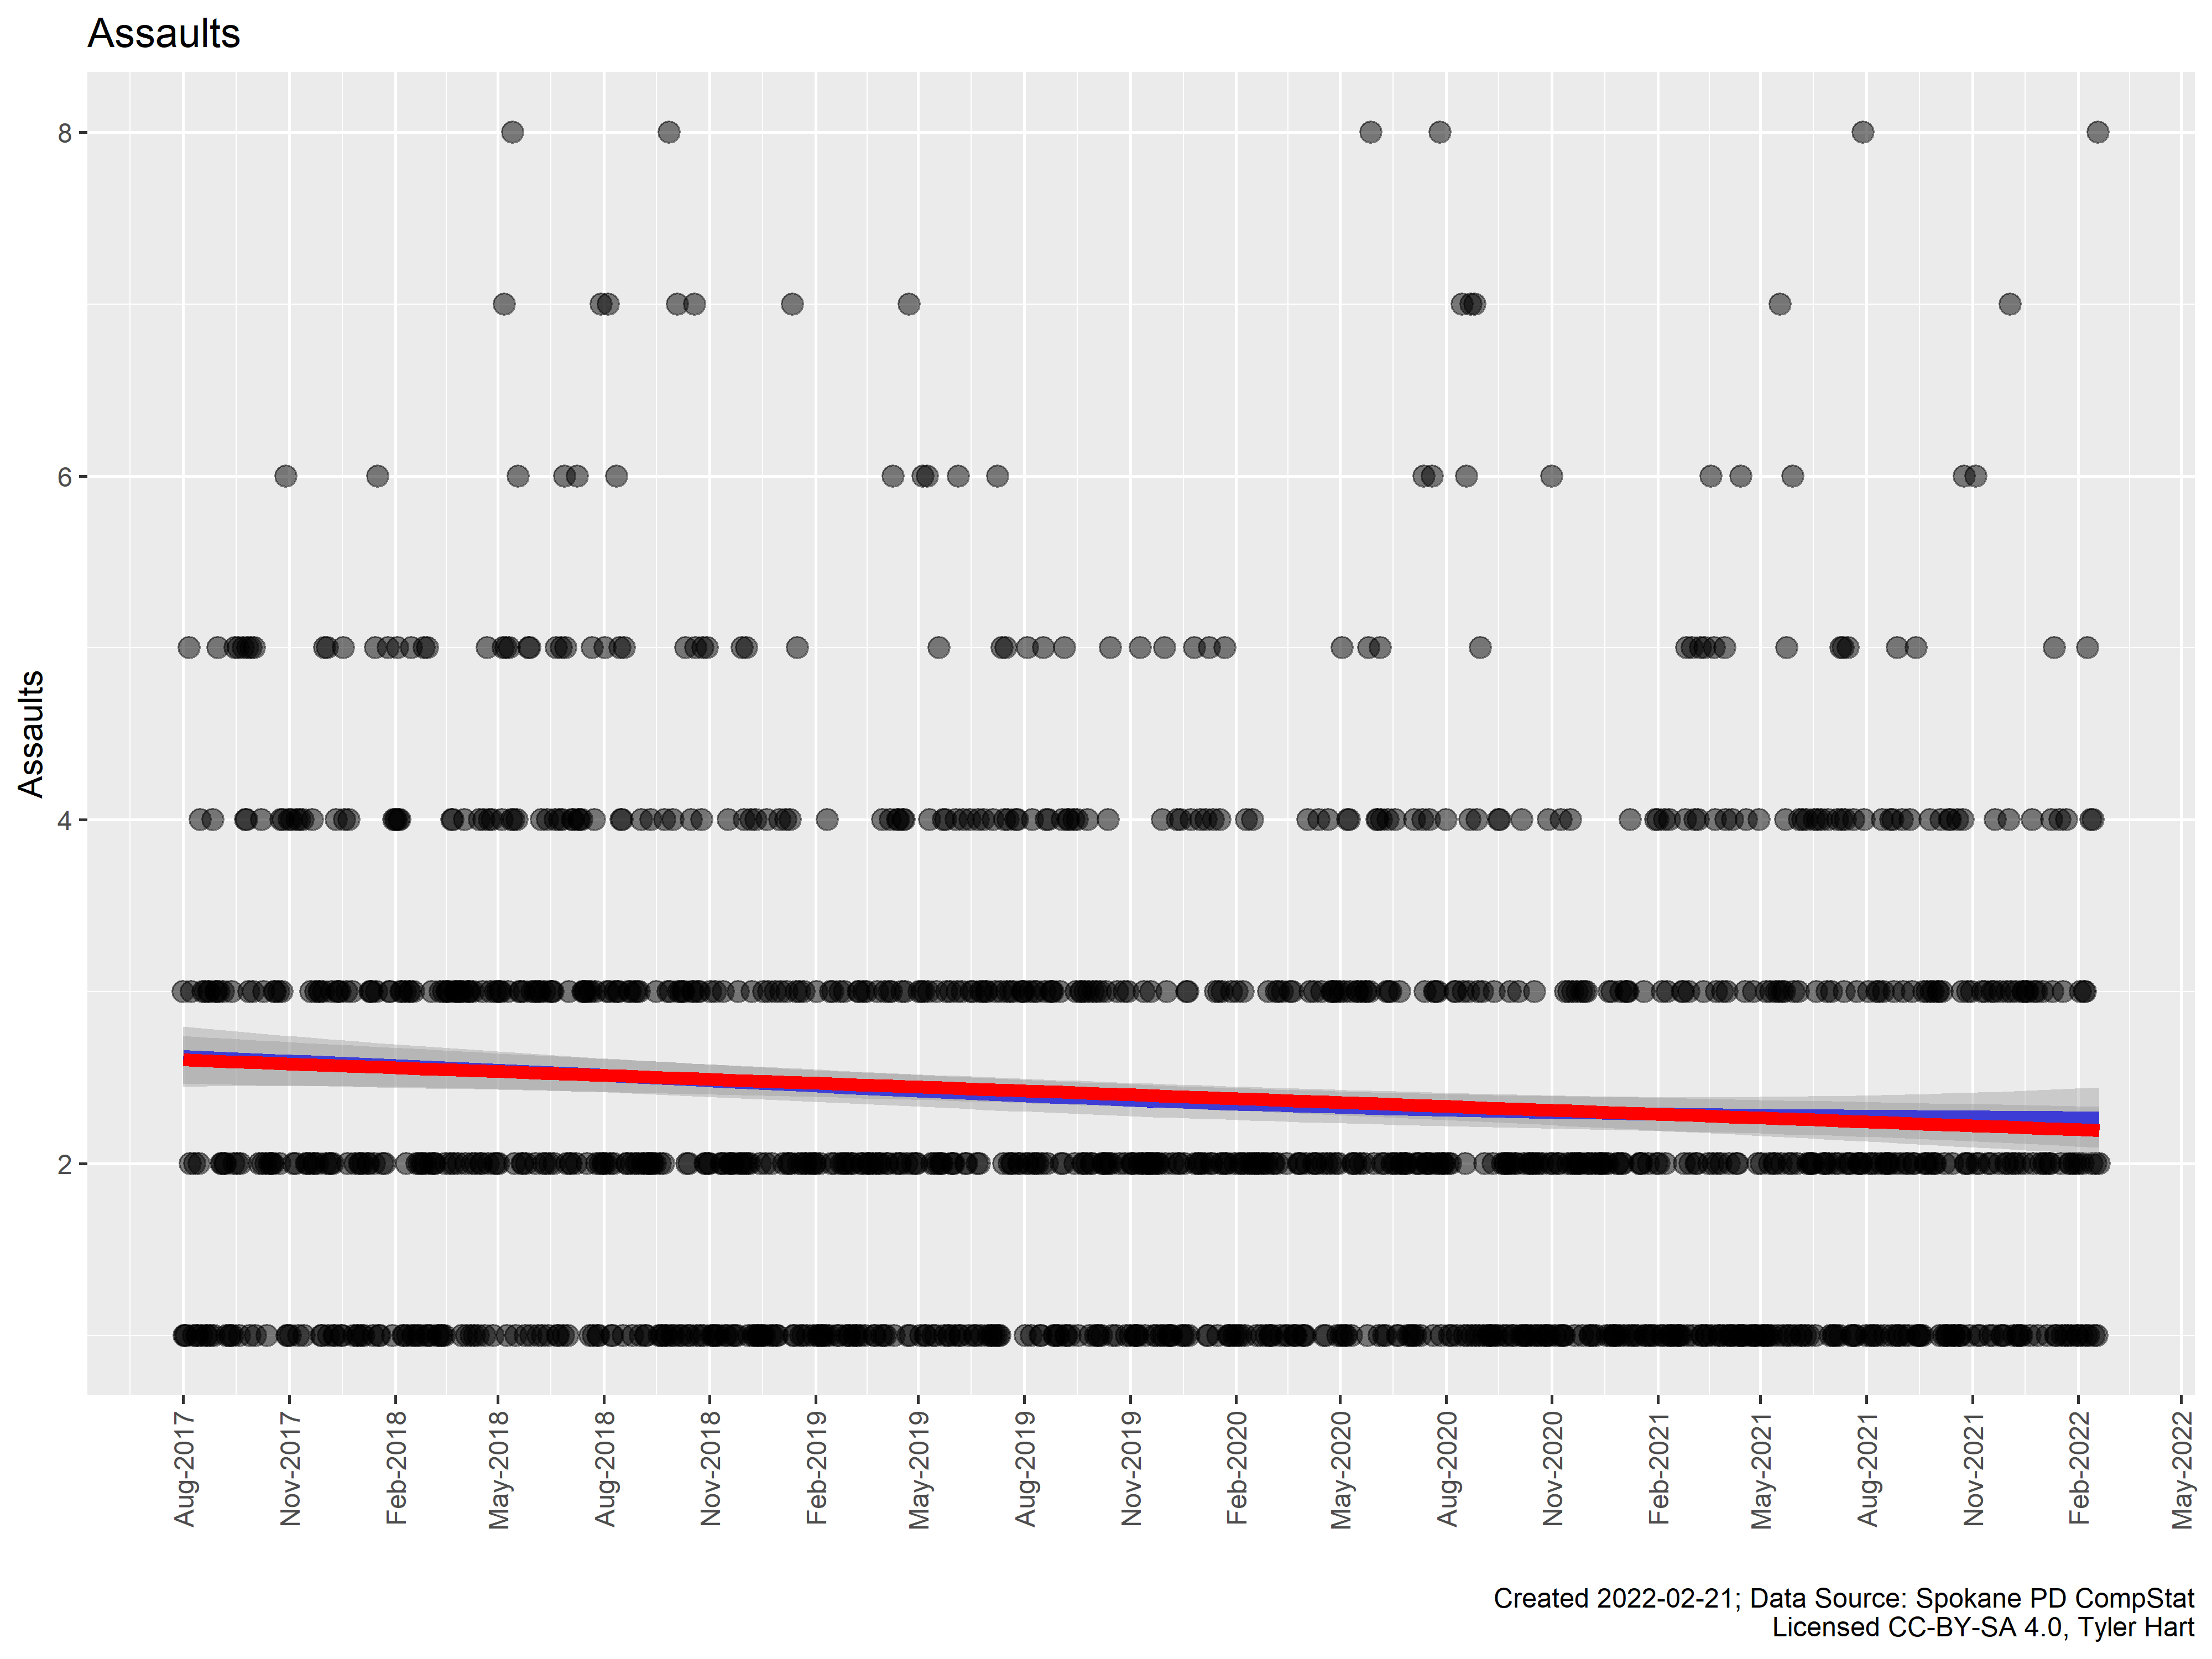 Assaults
8
6
4
2
Assaults
Aug-2017
Nov-2017
Feb-2018
May-2018
Aug-2018
Nov-2018
Feb-2019
May-2019
Aug-2019
Nov-2019
Feb-2020
May-2020
Aug-2020
Nov-2020
Feb-2021
May-2021
Aug-2021
Nov-2021
Feb-2022
May-2022
Created 2022-02-21; Data Source: Spokane PD CompStat
Licensed CC-BY-SA 4.0, Tyler Hart